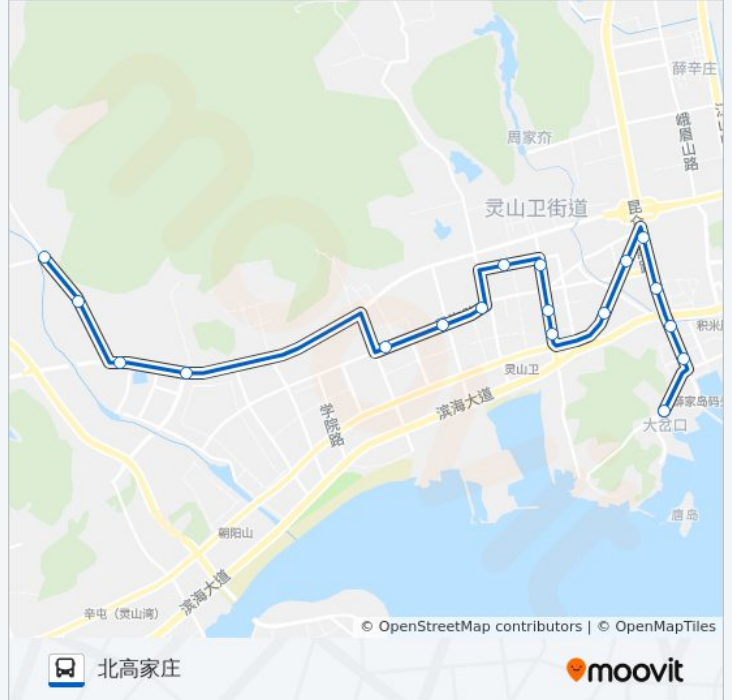 薛辛庄
峨眉山路
周家夼
灵山卫街道
昆
积米
灵山卫
滨海大道
薛家岛码
大岔口
学院路
唐岛
朝阳山
滨海大道
辛屯（灵山湾）
© OpenStreetMap contributors | © OpenMapTiles
北高家庄
moovit